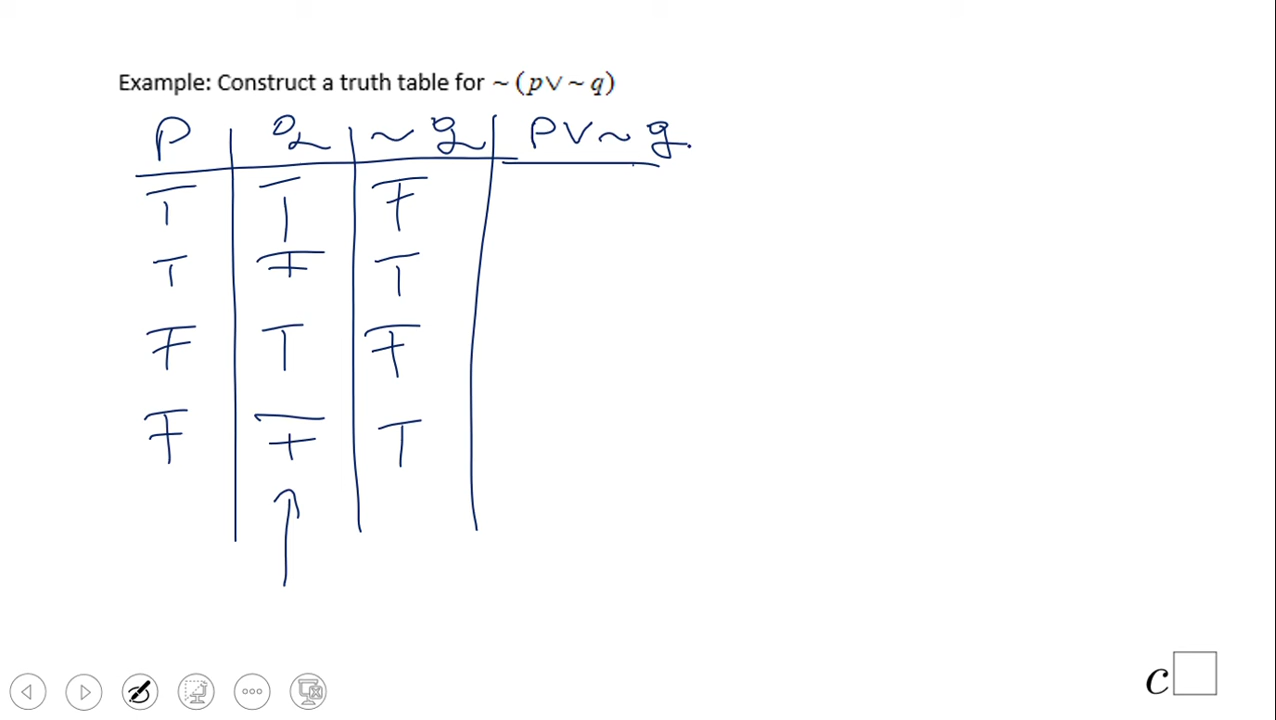 Example: Construct a truth table for ~ (p∨ ~ q)
P q ~ q P∨~ q.
T T F
T F T
F T F
F F T
c